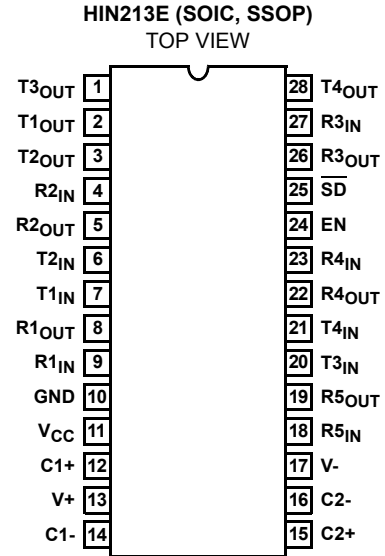 HIN213E (SOIC, SSOP)
TOP VIEW
T3OUT 1 28 T4OUT
T1OUT 2 27 R3IN
T2OUT 3 26 R3OUT
R2IN 4 25 S̅D̅
R2OUT 5 24 EN
T2IN 6 23 R4IN
T1IN 7 22 R4OUT
R1OUT 8 21 T4IN
R1IN 9 20 T3IN
GND 10 19 R5OUT
VCC 11 18 R5IN
C1+ 12 17 V-
V+ 13 16 C2-
C1- 14 15 C2+